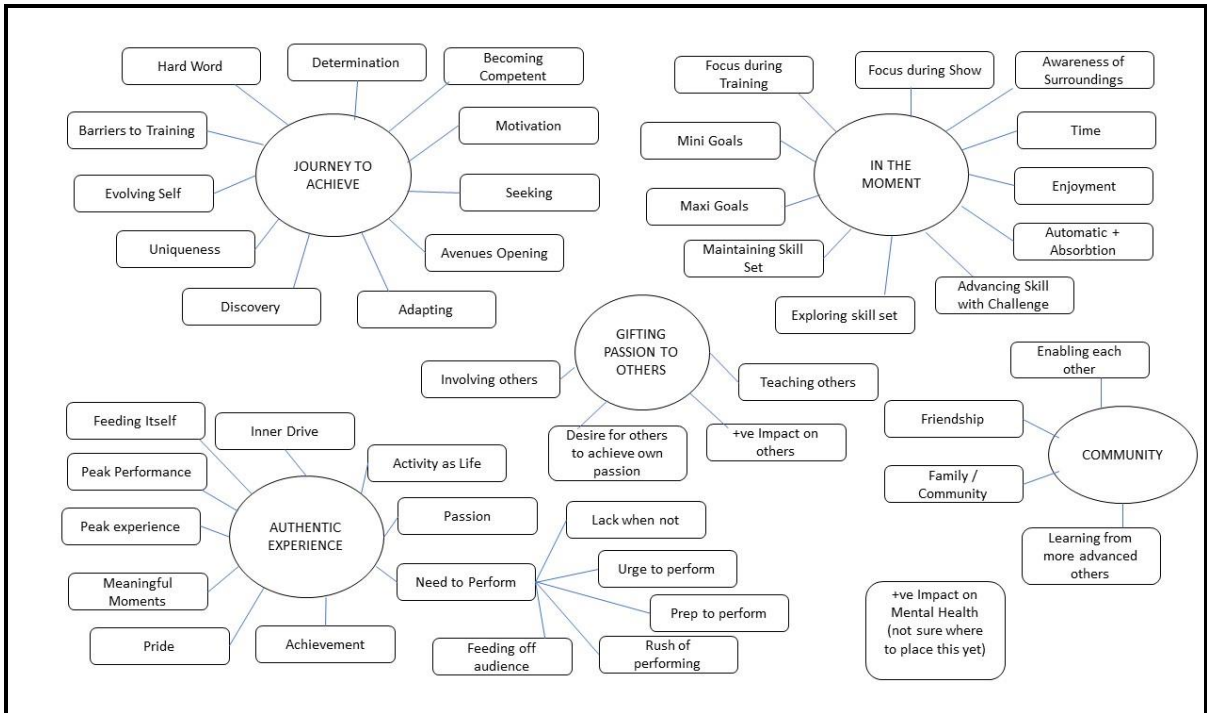 Hard Word
Determination
Becoming
Competent
Barriers to Training
Motivation
JOURNEY TO
ACHIEVE
Evolving Self
Seeking
Uniqueness
Avenues Opening
Discovery
Adapting
Focus during
Training
Focus during Show
Awareness of
Surroundings
Mini Goals
Time
IN THE
MOMENT
Enjoyment
Maxi Goals
Maintaining Skill
Set
Automatic +
Absorbtion
Exploring skill set
Advancing Skill
with Challenge
GIFTING
PASSION TO
OTHERS
Involving others
Teaching others
Desire for others
to achieve own
passion
+ve Impact on
others
Enabling each
other
Friendship
COMMUNITY
Family /
Community
Learning from
more advanced
others
Feeding Itself
Inner Drive
Activity as Life
Peak Performance
Passion
Peak experience
AUTHENTIC
EXPERIENCE
Meaningful
Moments
Need to Perform
Pride
Achievement
Lack when not
Urge to perform
Prep to perform
Rush of
performing
Feeding off
audience
+ve Impact on
Mental Health
(not sure where
to place this yet)